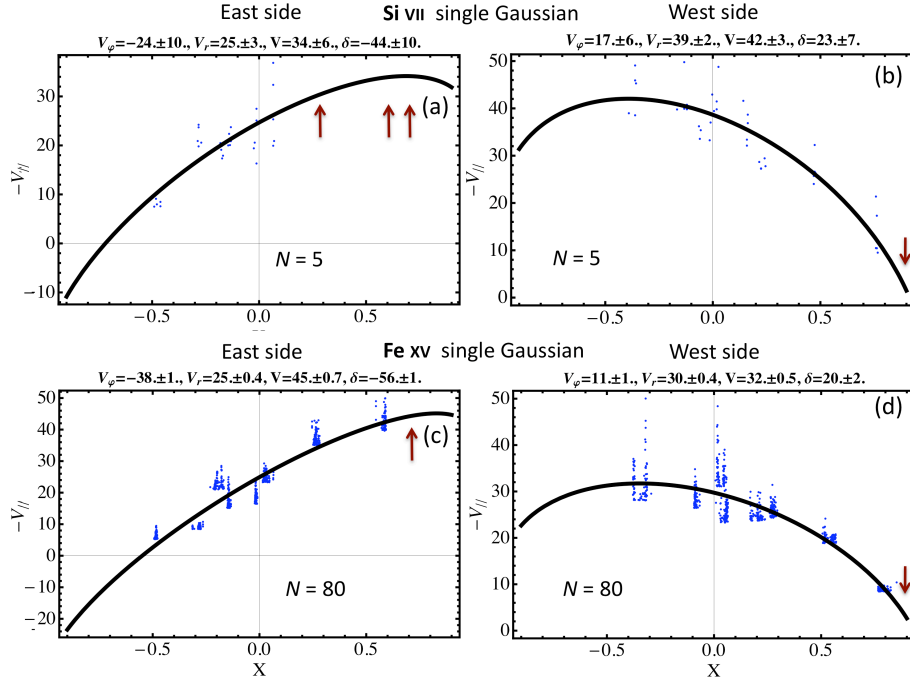 East side Si VII single Gaussian West side
Vφ=−24.±10., Vr=25.±3., V=34.±6., δ=−44.±10.
Vφ=17.±6., Vr=39.±2., V=42.±3., δ=23.±7.
(a)
30
20
10
0
−10
−V//
−0.5 0.0 0.5
N = 5
(b)
50
40
30
20
10
0
−V//
−0.5 0.0 0.5
N = 5
East side Fe XV single Gaussian West side
Vφ=−38.±1., Vr=25.±0.4, V=45.±0.7, δ=−56.±1.
Vφ=11.±1., Vr=30.±0.4, V=32.±0.5, δ=20.±2.
(c)
50
40
30
20
10
0
−10
−20
−V//
−0.5 0.0 0.5
X
N = 80
(d)
50
40
30
20
10
0
−V//
−0.5 0.0 0.5
X
N = 80